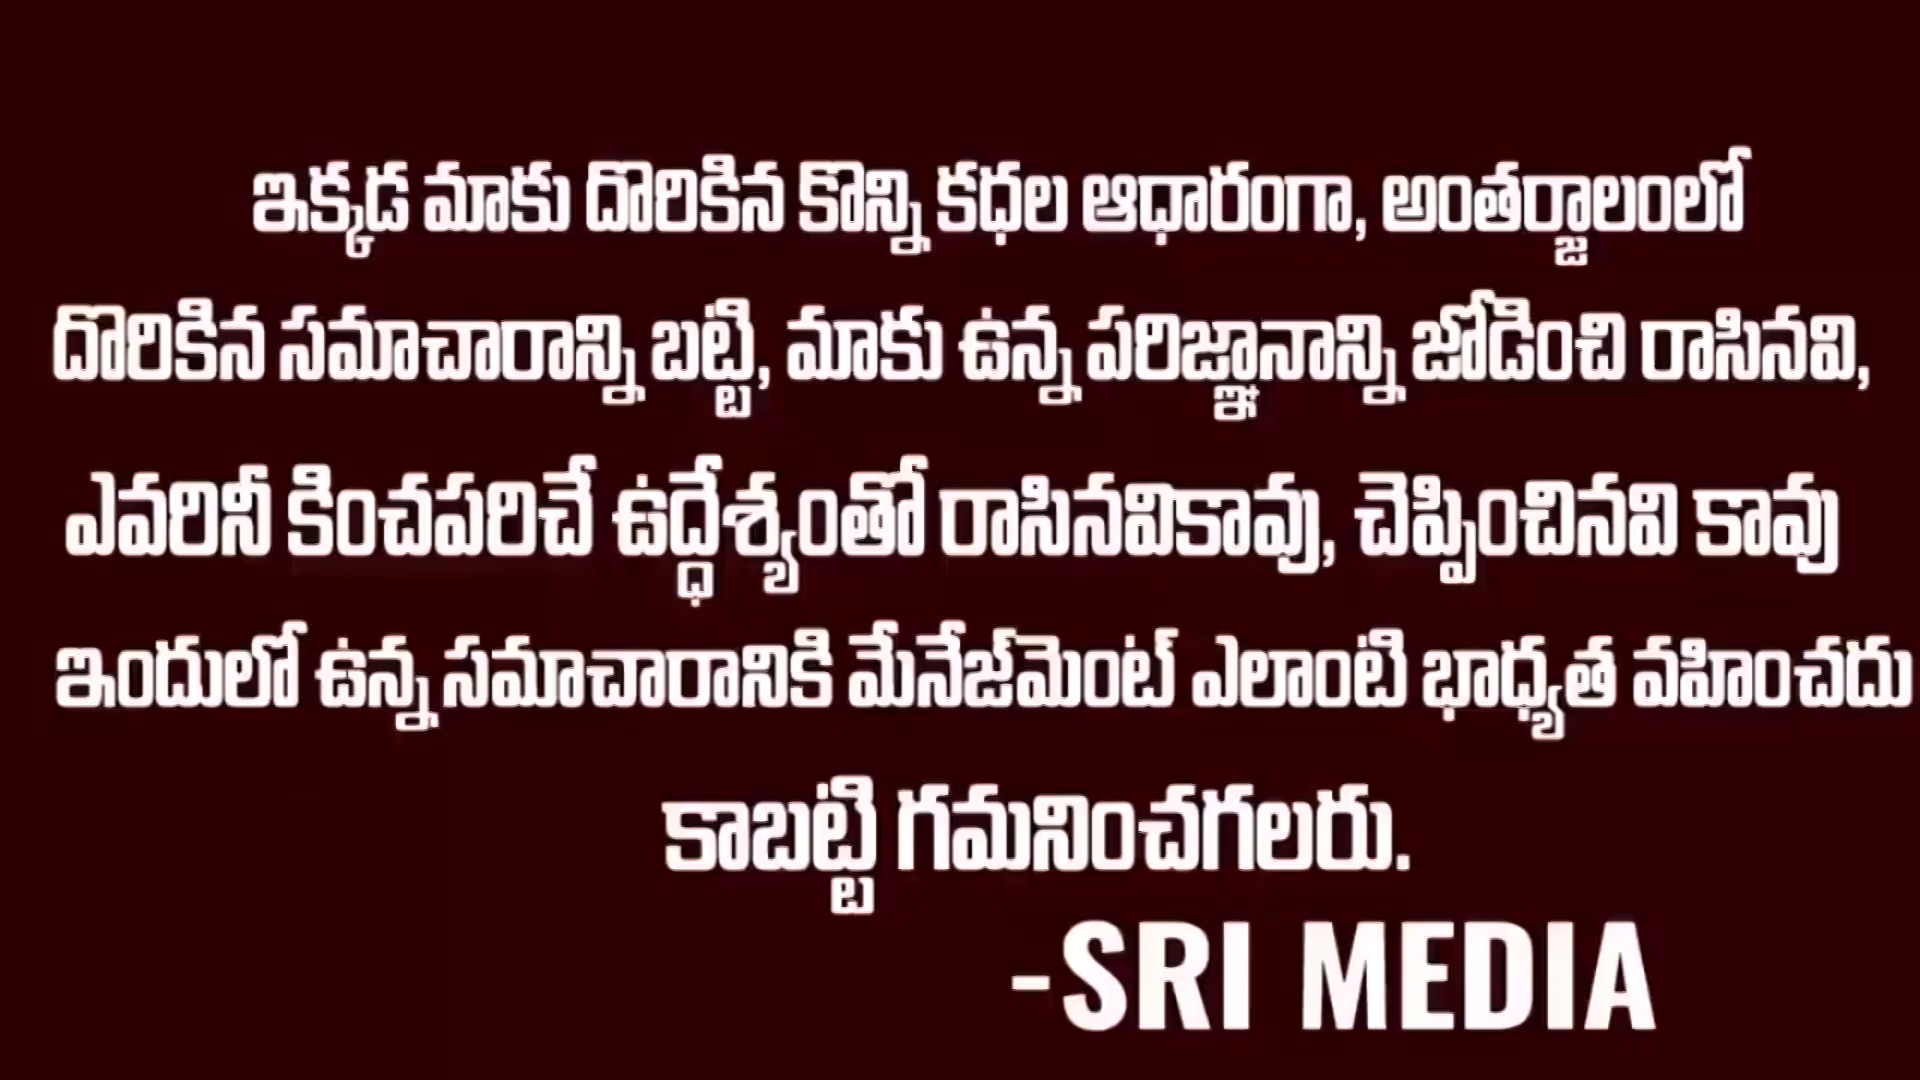 ఇక్కడ మాకు దొరికిన కొన్ని కధల ఆధారంగా, అంతర్జాలంలో
దొరికిన సమాచారాన్ని బట్టి, మాకు ఉన్న పరిజ్ఞానాన్ని జోడించి రాసినవి,
ఎవరినీ కించపరిచే ఉద్ధేశ్యంతో రాసినవికావు, చెప్పించినవి కావు
ఇందులో ఉన్న సమాచారానికి మేనేజ్‌మెంట్ ఎలాంటి భాధ్యత వహించదు
కాబట్టి గమనించగలరు.
-SRI MEDIA